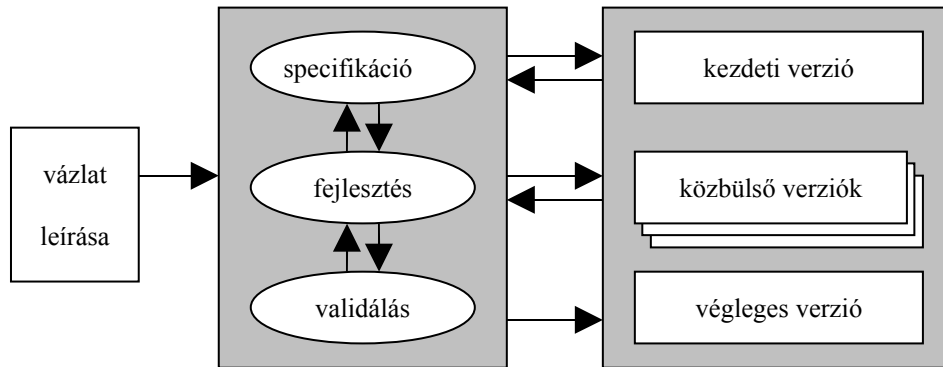 vázlat
leírása
specifikáció
fejlesztés
validálás
kezdeti verzió
közbülső verziók
végleges verzió